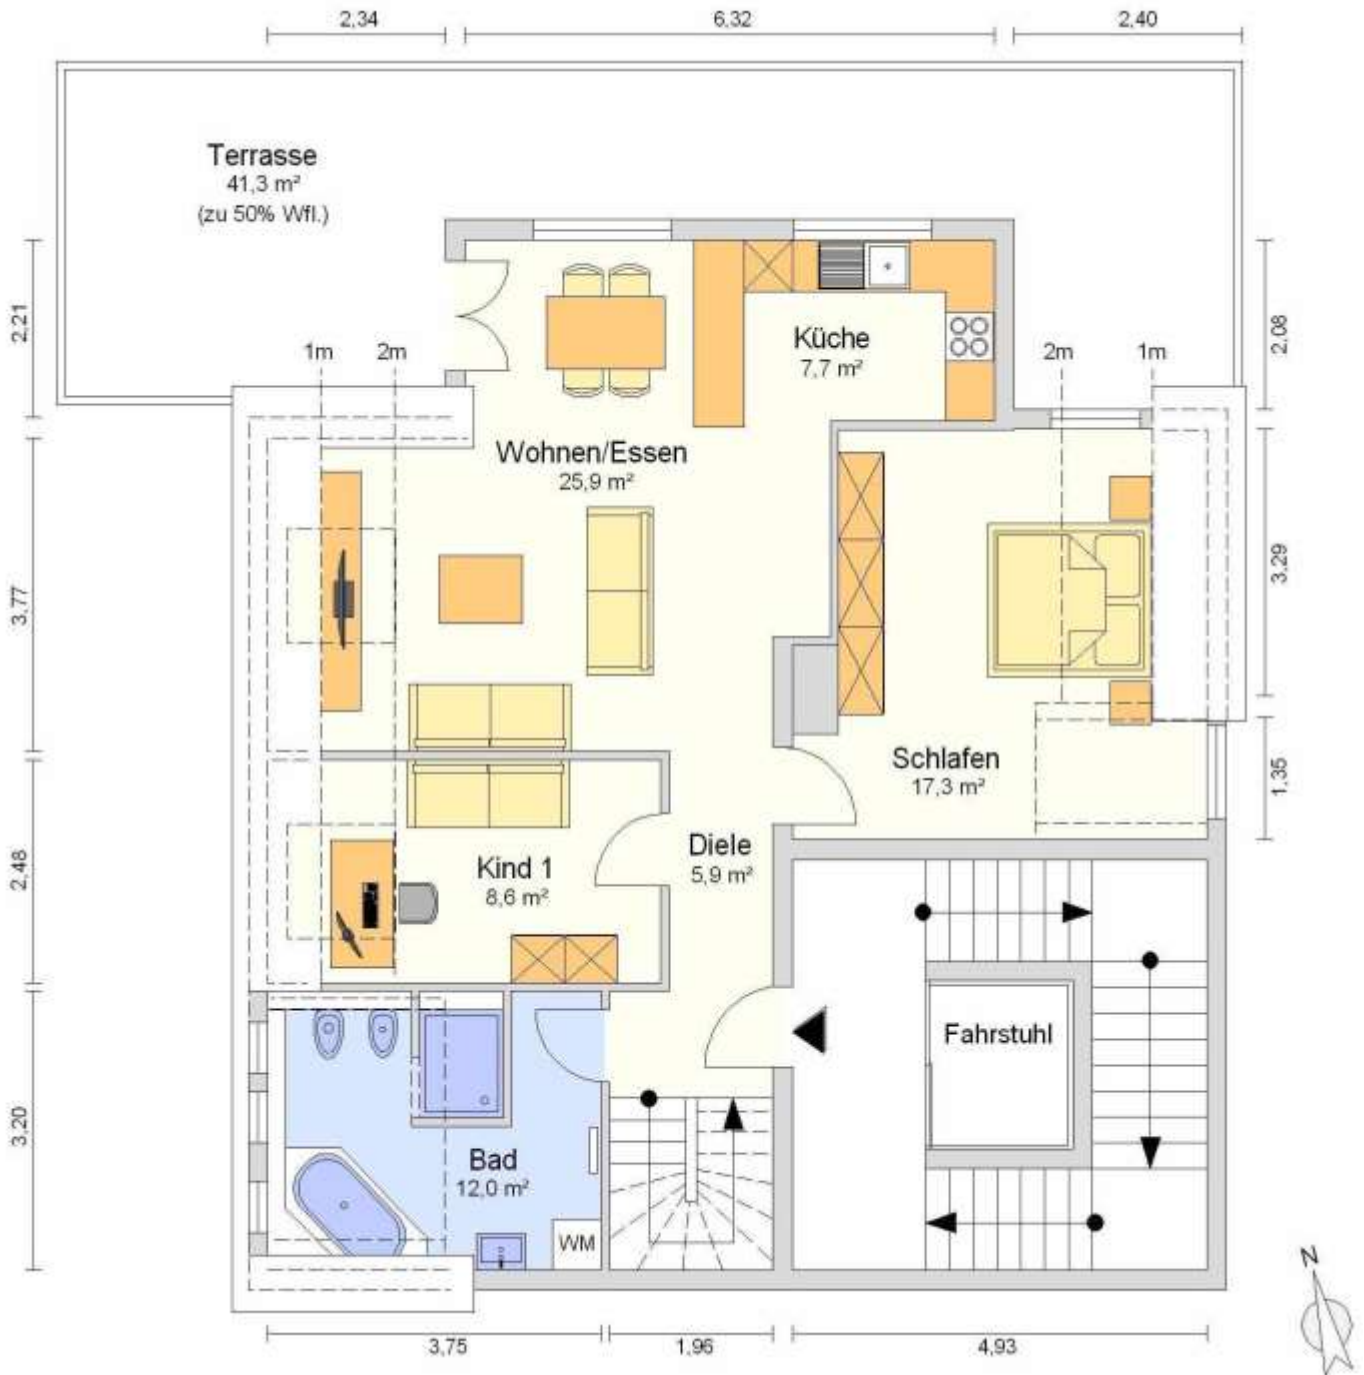 2,34
6,32
2,40
Terrasse
41,3 m²
(zu 50% Wfl.)
2,21
1m
2m
Küche
7,7 m²
2m
1m
2,08
Wohnen/Essen
25,9 m²
3,77
3,29
Schlafen
17,3 m²
1,35
Diele
5,9 m²
2,48
Kind 1
8,6 m²
Fahrstuhl
3,20
Bad
12,0 m²
WM
N
3,75
1,96
4,93